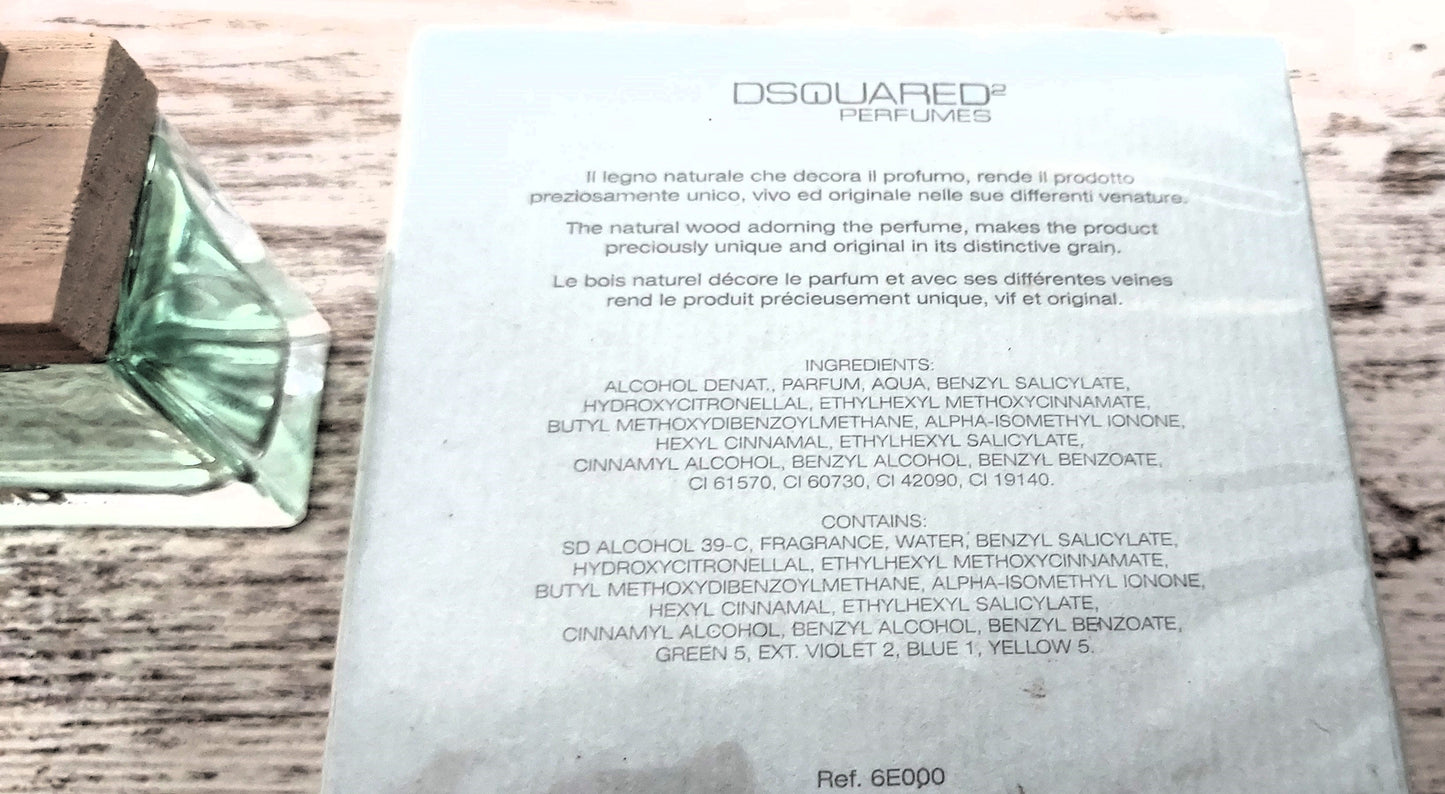 DSQUARED²
PERFUMES
Il legno naturale che decora il profumo, rende il prodotto
preziosamente unico, vivo ed originale nelle sue differenti venature.
The natural wood adorning the perfume, makes the product
preciously unique and original in its distinctive grain.
Le bois naturel décore le parfum et avec ses différentes veines
rend le produit précieusement unique, vif et original.
INGREDIENTS:
ALCOHOL DENAT., PARFUM, AQUA, BENZYL SALICYLATE,
HYDROXYCITRONELLAL, ETHYLHEXYL METHOXYCINNAMATE,
BUTYL METHOXYDIBENZOYLMETHANE, ALPHA-ISOMETHYL IONONE,
HEXYL CINNAMAL, ETHYLHEXYL SALICYLATE,
CINNAMYL ALCOHOL, BENZYL ALCOHOL, BENZYL BENZOATE,
CI 61570, CI 60730, CI 42090, CI 19140.
CONTAINS:
SD ALCOHOL 39-C, FRAGRANCE, WATER, BENZYL SALICYLATE,
HYDROXYCITRONELLAL, ETHYLHEXYL METHOXYCINNAMATE,
BUTYL METHOXYDIBENZOYLMETHANE, ALPHA-ISOMETHYL IONONE,
HEXYL CINNAMAL, ETHYLHEXYL SALICYLATE,
CINNAMYL ALCOHOL, BENZYL ALCOHOL, BENZYL BENZOATE,
GREEN 5, EXT. VIOLET 2, BLUE 1, YELLOW 5.
Ref. 6E000